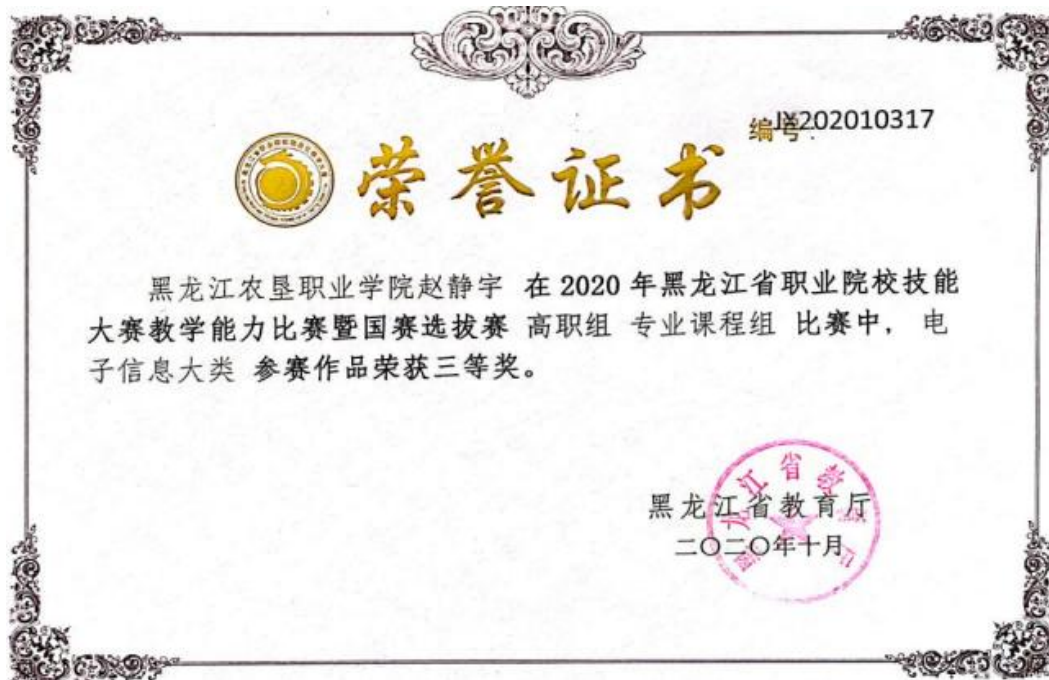 编号:JX202010317
荣誉证书
黑龙江农垦职业学院赵静宇 在 2020 年黑龙江省职业院校技能
大赛教学能力比赛暨国赛选拔赛 高职组 专业课程组 比赛中， 电
子信息大类 参赛作品荣获三等奖。
黑龙江省教育厅
二〇二〇年十月